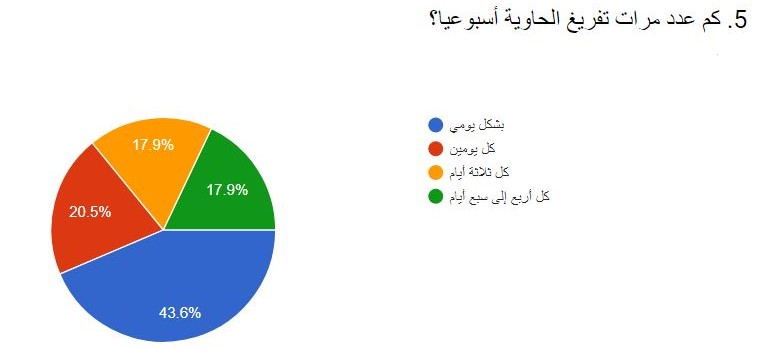 5. كم عدد مرات تفريغ الحاوية أسبوعيا؟
بشكل يومي
كل يومين
كل ثلاثة أيام
كل أربع إلى سبع أيام
17.9%
17.9%
20.5%
43.6%